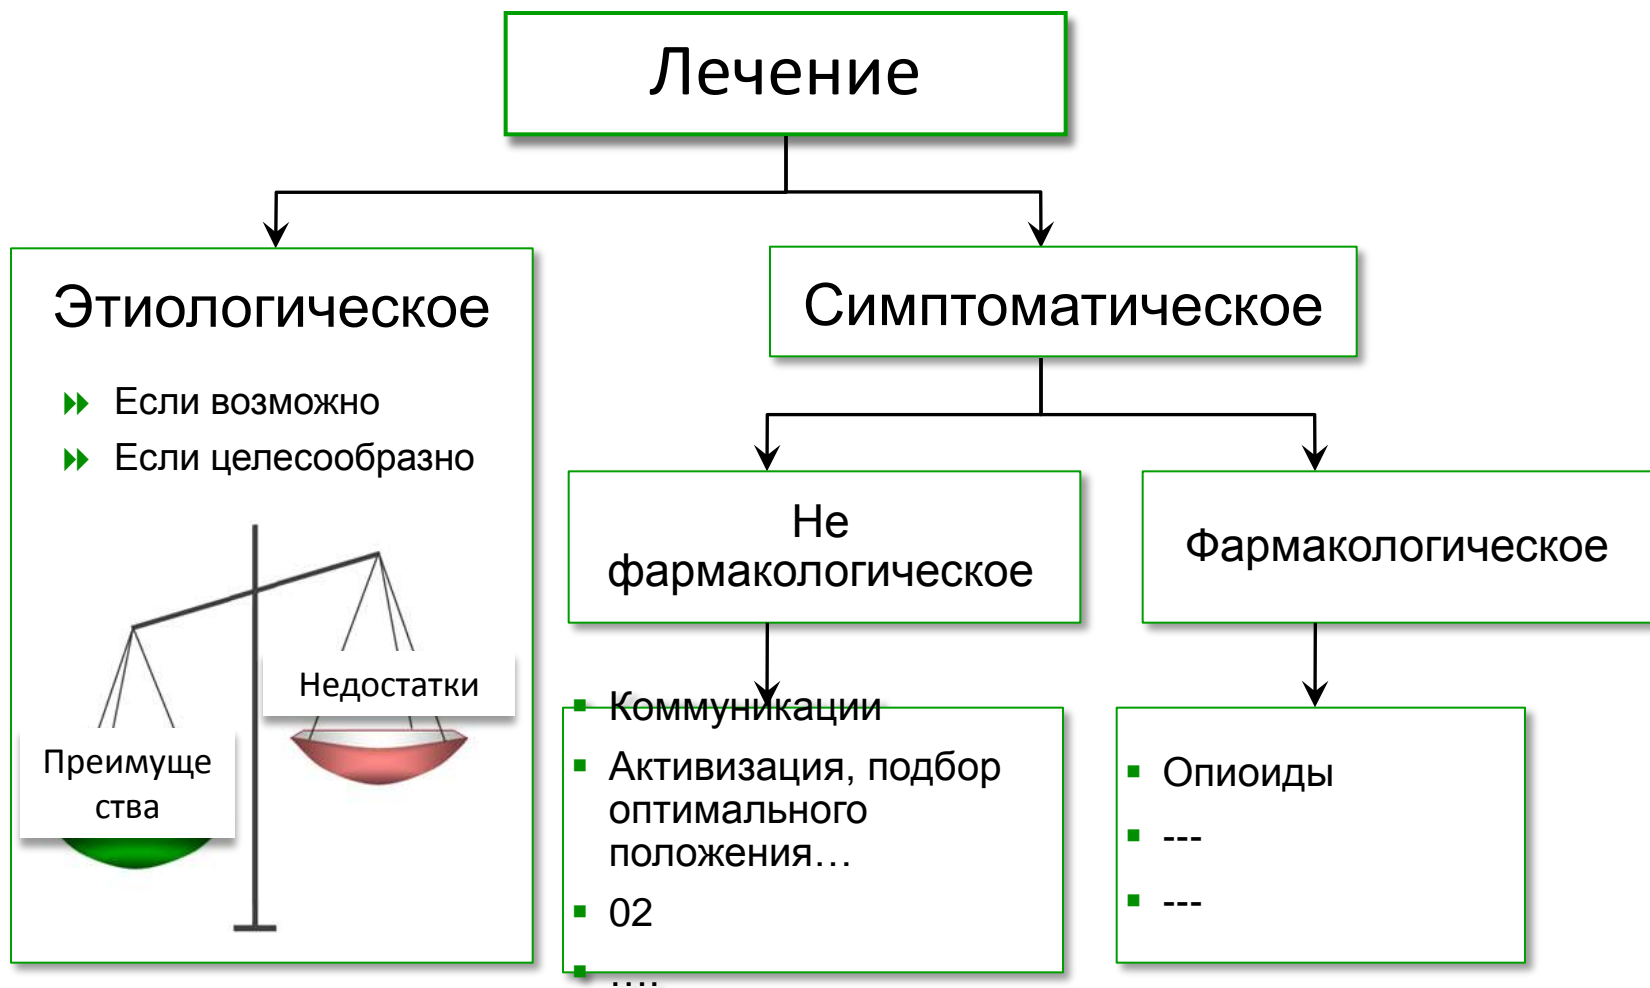 Лечение
Этиологическое
Если возможно
Если целесообразно
Недостатки
Преимуще
ства
Симптоматическое
Не
фармакологическое
Коммуникации
Активизация, подбор
оптимального
положения…
02
....
Фармакологическое
Опиоиды
---
---